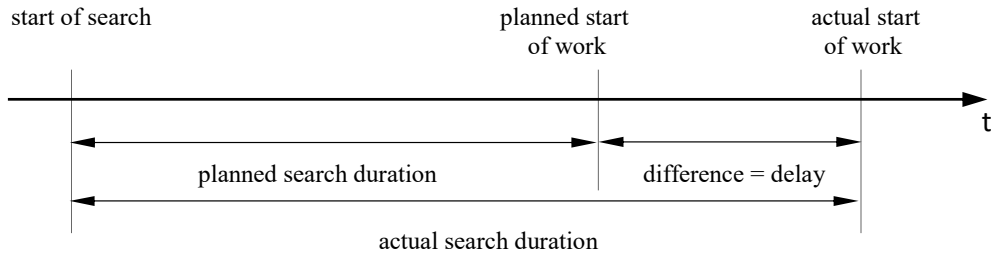 start of search
planned start
of work
actual start
of work
t
planned search duration
difference = delay
actual search duration